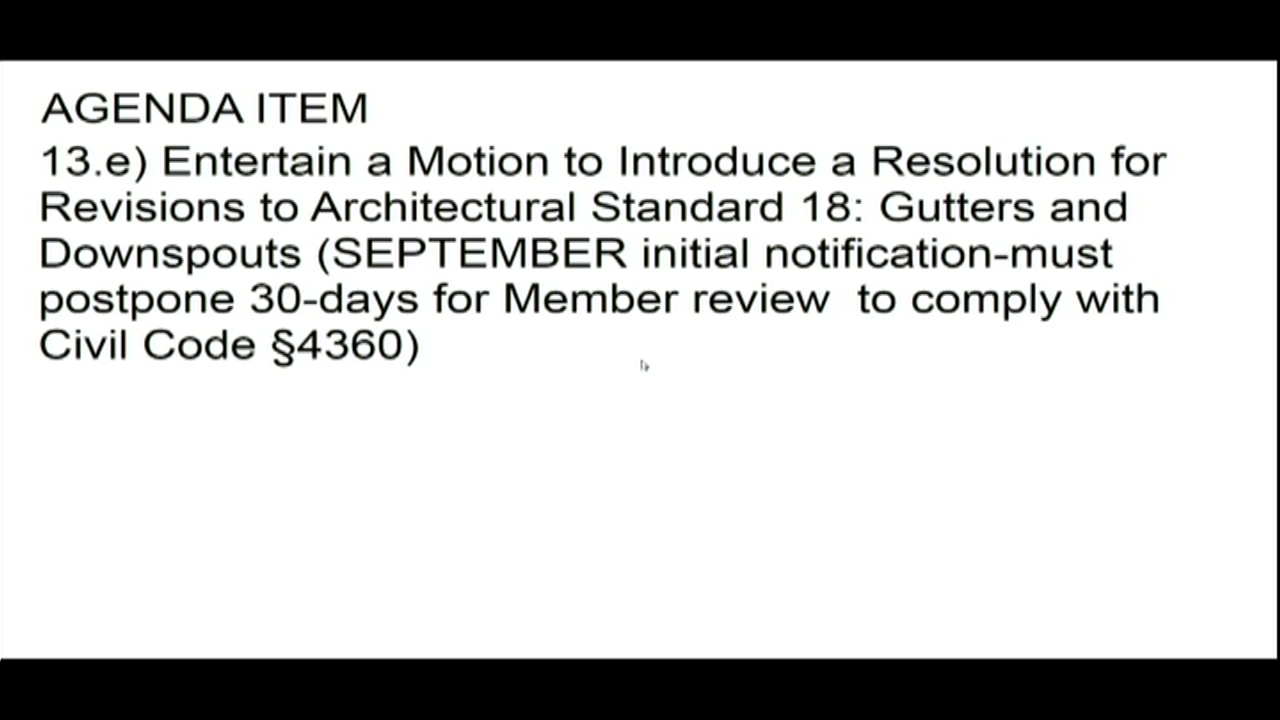 AGENDA ITEM
13.e) Entertain a Motion to Introduce a Resolution for
Revisions to Architectural Standard 18: Gutters and
Downspouts (SEPTEMBER initial notification-must
postpone 30-days for Member review  to comply with
Civil Code §4360)